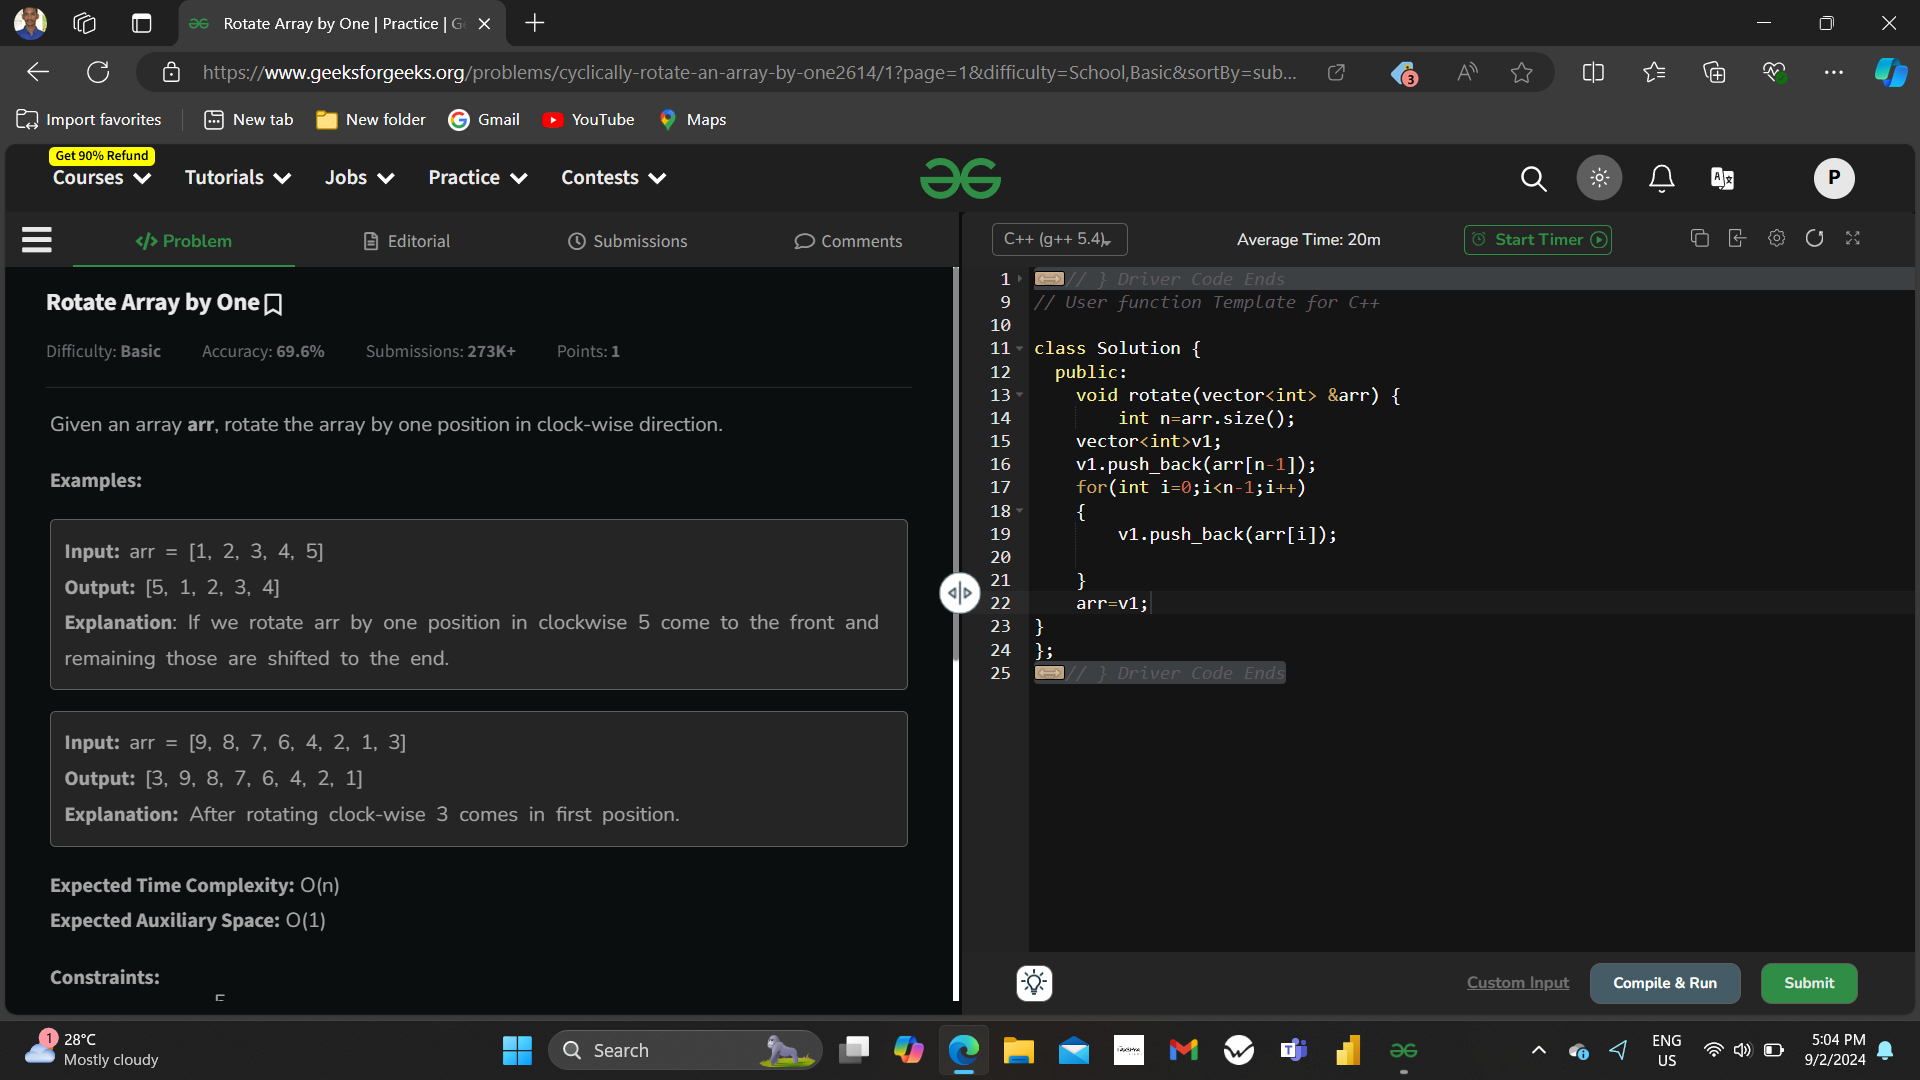 Rotate Array by One | Practice | G
https://www.geeksforgeeks.org/problems/cyclically-rotate-an-array-by-one2614/1?page=1&difficulty=School,Basic&sortBy=sub...
3
Import favorites
New tab
New folder
Gmail
YouTube
Maps
Get 90% Refund
Courses
Tutorials
Jobs
Practice
Contests
P
</> Problem
Editorial
Submissions
Comments
C++ (g++ 5.4)
Average Time: 20m
Start Timer
Rotate Array by One
Difficulty: Basic
Accuracy: 69.6%
Submissions: 273K+
Points: 1
Given an array arr, rotate the array by one position in clock-wise direction.
Examples:
Input: arr = [1, 2, 3, 4, 5]
Output: [5, 1, 2, 3, 4]
Explanation: If we rotate arr by one position in clockwise 5 come to the front and
remaining those are shifted to the end.
Input: arr = [9, 8, 7, 6, 4, 2, 1, 3]
Output: [3, 9, 8, 7, 6, 4, 2, 1]
Explanation: After rotating clock-wise 3 comes in first position.
Expected Time Complexity: O(n)
Expected Auxiliary Space: O(1)
Constraints:
1 // } Driver Code Ends
9 // User function Template for C++
10
11 class Solution {
12 public:
13 void rotate(vector<int> &arr) {
14 int n=arr.size();
15 vector<int>v1;
16 v1.push_back(arr[n-1]);
17 for(int i=0;i<n-1;i++)
18 {
19 v1.push_back(arr[i]);
20
21 }
22 arr=v1;
23 }
24 };
25 // } Driver Code Ends
Custom Input
Compile & Run
Submit
1
28°C
Mostly cloudy
Search
ENG
US
5:04 PM
9/2/2024